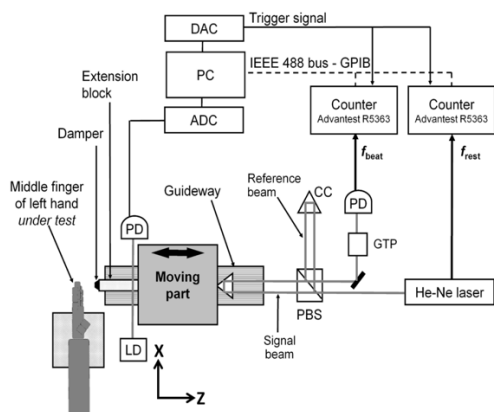 DAC
Trigger signal
PC
IEEE 488 bus - GPIB
ADC
Counter
Advantest R5363
Counter
Advantest R5363
Extension
block
Damper
Middle finger
of left hand
under test
PD
Guideway
Reference
beam
CC
f beat
f rest
PD
GTP
Moving
part
He-Ne laser
PBS
Signal
beam
LD
X
Z